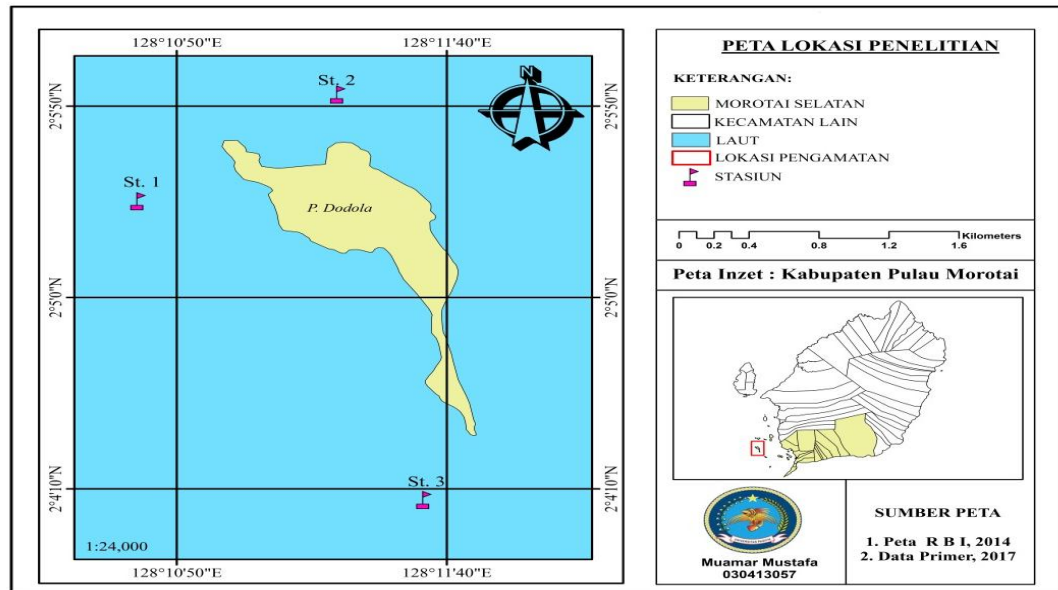 128°10'50"E 128°11'40"E
2°5'50"N 2°5'50"N
St. 2
N
St. 1
P. Dodola
2°5'0"N 2°5'0"N
2°4'10"N 2°4'10"N
St. 3
1:24,000
128°10'50"E 128°11'40"E
PETA LOKASI PENELITIAN
KETERANGAN:
MOROTAI SELATAN
KECAMATAN LAIN
LAUT
LOKASI PENGAMATAN
STASIUN
Kilometers
0 0.2 0.4 0.8 1.2 1.6
Peta Inzet : Kabupaten Pulau Morotai
Muamar Mustafa
030413057
SUMBER PETA
1. Peta R B I, 2014
2. Data Primer, 2017